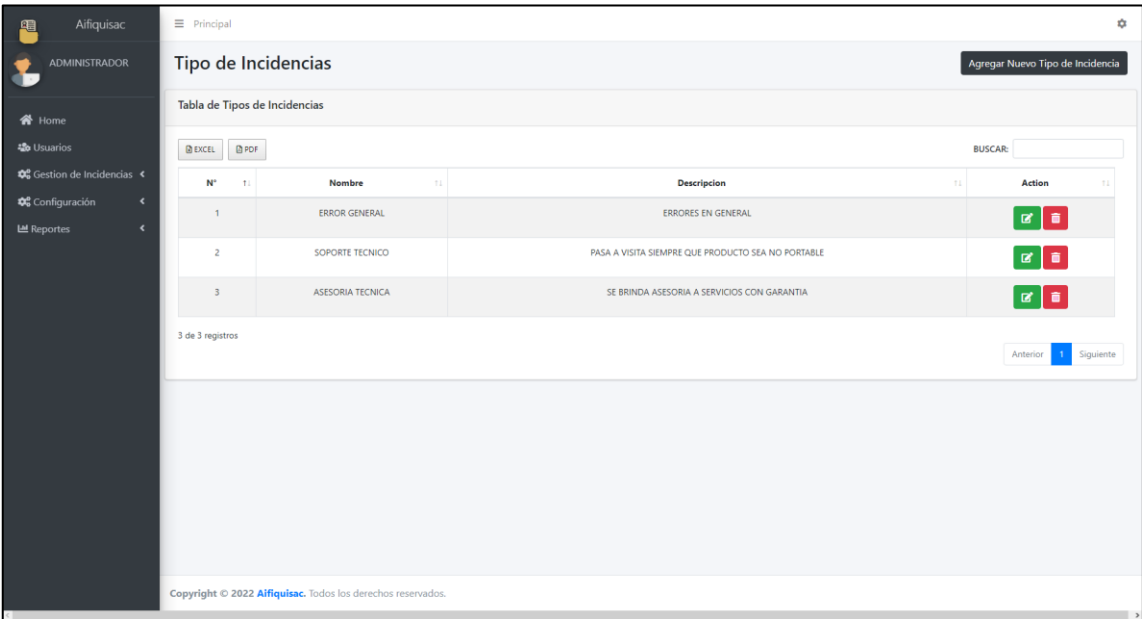 Aifiquisac
Principal
ADMINISTRADOR
Tipo de Incidencias
Agregar Nuevo Tipo de Incidencia
Home
Usuarios
Gestion de Incidencias
Configuración
Reportes
Tabla de Tipos de Incidencias
EXCEL PDF BUSCAR:
N° Nombre Descripcion Action
1 ERROR GENERAL ERRORES EN GENERAL
2 SOPORTE TECNICO PASA A VISITA SIEMPRE QUE PRODUCTO SEA NO PORTABLE
3 ASESORIA TECNICA SE BRINDA ASESORIA A SERVICIOS CON GARANTIA
3 de 3 registros
Anterior 1 Siguiente
Copyright © 2022 Aifiquisac. Todos los derechos reservados.